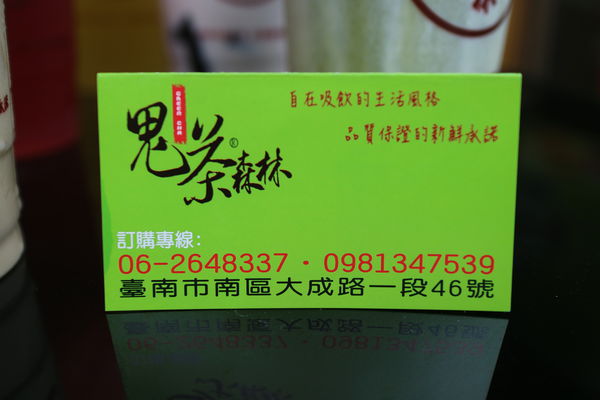 鬼茶®森林
自在吸飲的生活風格
品質保證的新鮮承諾
訂購專線:
06-2648337 · 0981347539
臺南市南區大成路一段46號